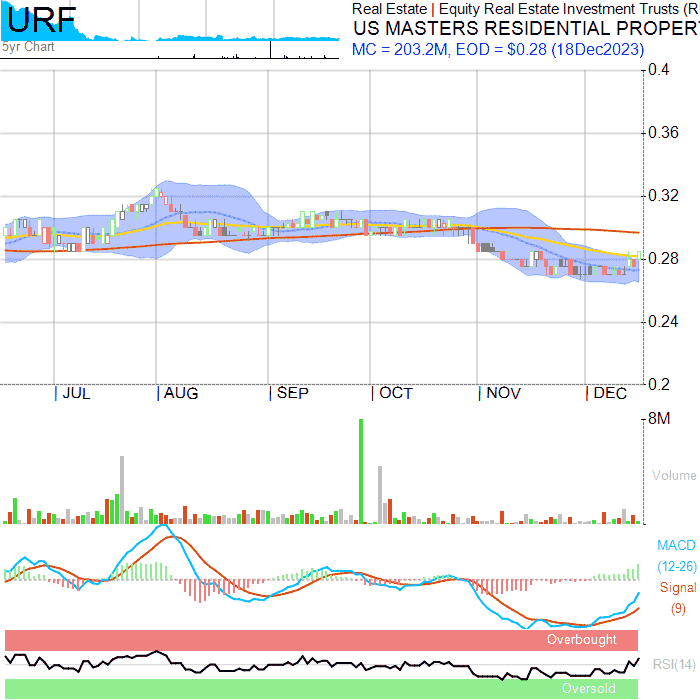 URF
5yr Chart
Real Estate | Equity Real Estate Investment Trusts (R
US MASTERS RESIDENTIAL PROPERT
MC = 203.2M, EOD = $0.28 (18Dec2023)
0.4
0.36
0.32
0.28
0.24
0.2
JUL AUG SEP OCT NOV DEC
8M
Volume
MACD
(12-26)
Signal
(9)
Overbought
RSI(14)
Oversold